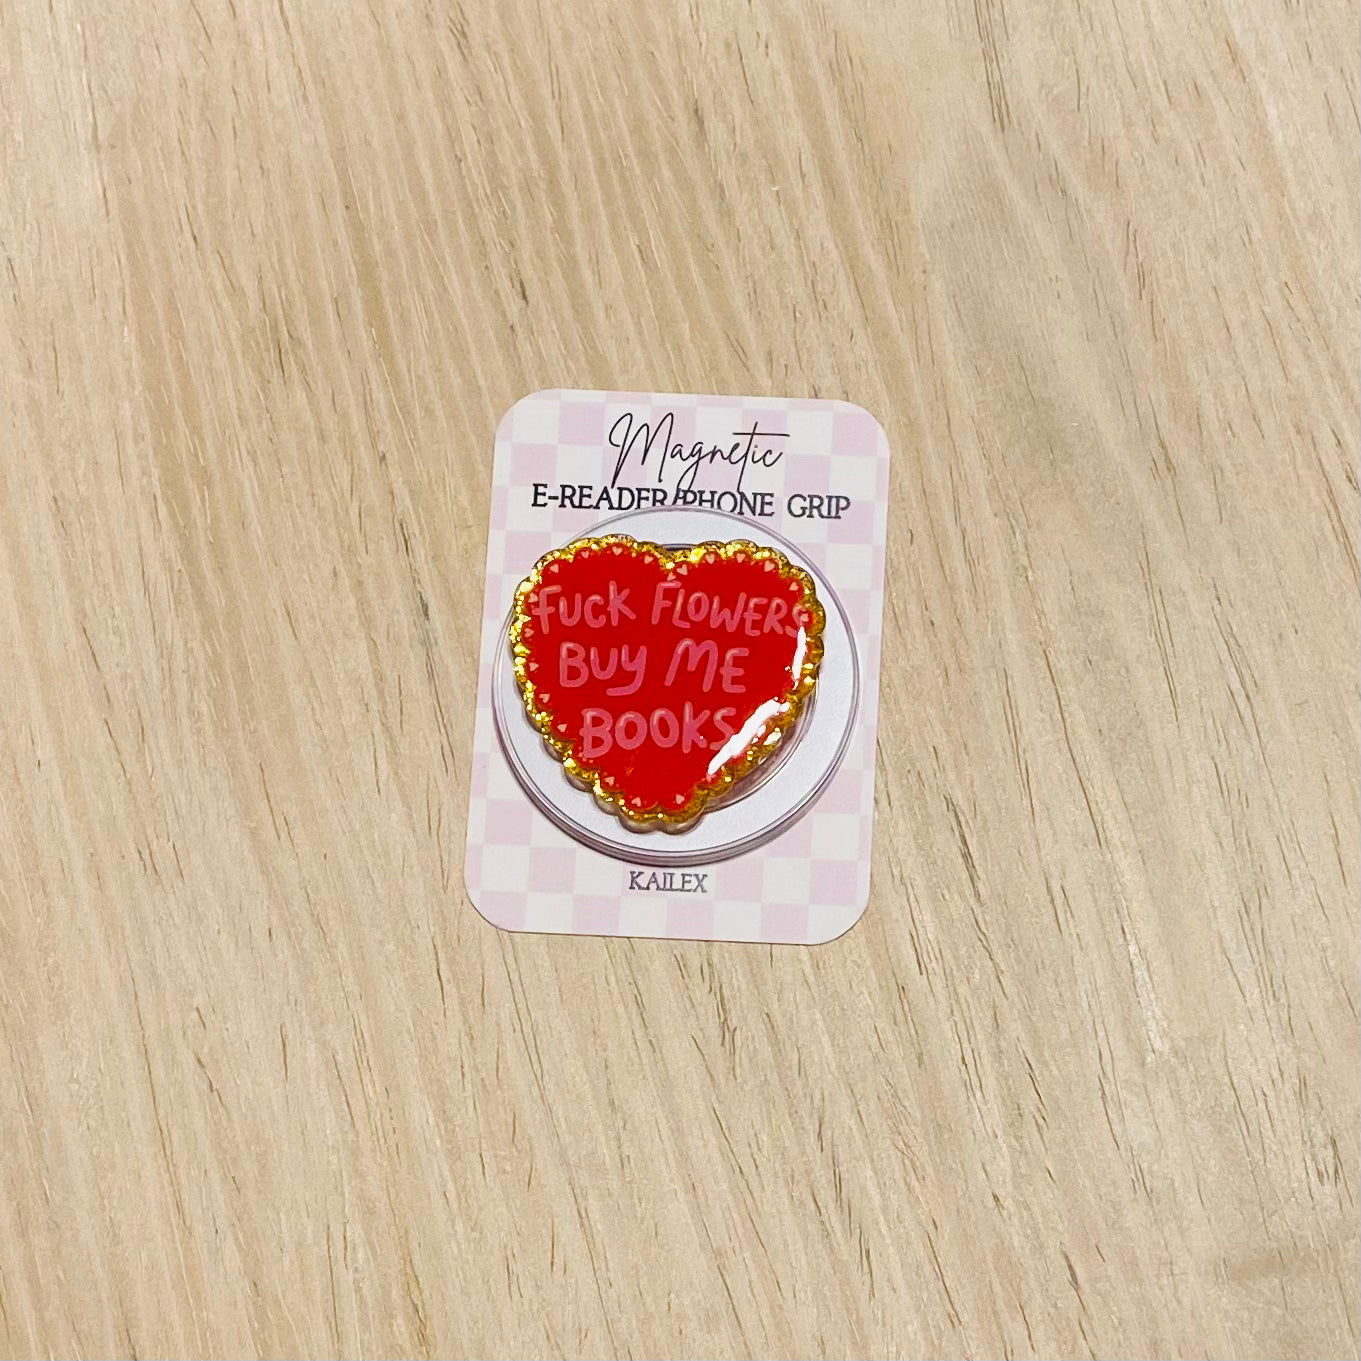 Magnetic
E-READER/PHONE GRIP
FUCK FLOWERS
BUY ME
BOOKS
KAILEX